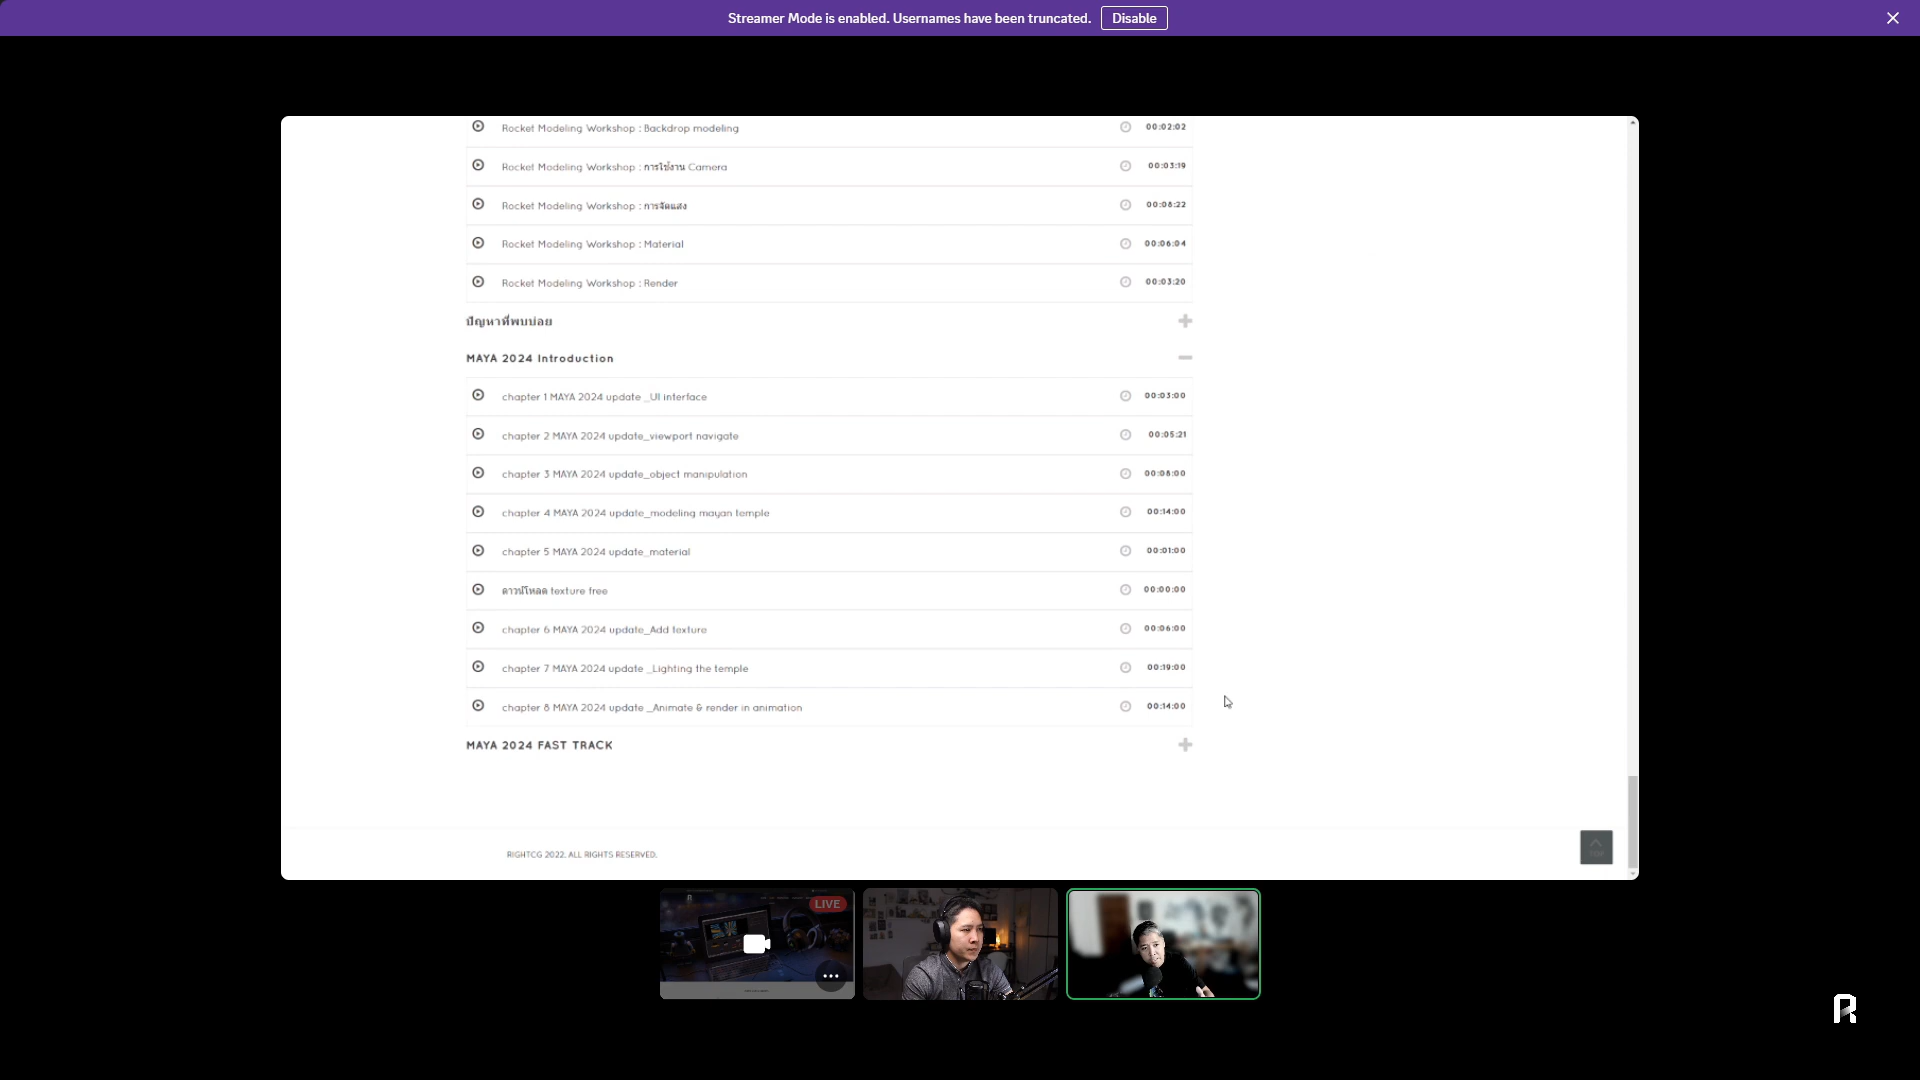 Streamer Mode is enabled. Usernames have been truncated. Disable
Rocket Modeling Workshop : Backdrop modeling 00:02:02
Rocket Modeling Workshop : การใช้งาน Camera 00:03:19
Rocket Modeling Workshop : การจัดแสง 00:08:22
Rocket Modeling Workshop : Material 00:06:04
Rocket Modeling Workshop : Render 00:03:20
ปัญหาที่พบบ่อย
MAYA 2024 Introduction
chapter 1 MAYA 2024 update _UI interface 00:03:00
chapter 2 MAYA 2024 update_viewport navigate 00:05:21
chapter 3 MAYA 2024 update_object manipulation 00:08:00
chapter 4 MAYA 2024 update_modeling mayan temple 00:14:00
chapter 5 MAYA 2024 update_material 00:01:00
ดาวน์โหลด texture free 00:00:00
chapter 6 MAYA 2024 update_Add texture 00:06:00
chapter 7 MAYA 2024 update _Lighting the temple 00:19:00
chapter 8 MAYA 2024 update _Animate & render in animation 00:14:00
MAYA 2024 FAST TRACK
RIGHTCG 2022. ALL RIGHTS RESERVED.
TOP
LIVE